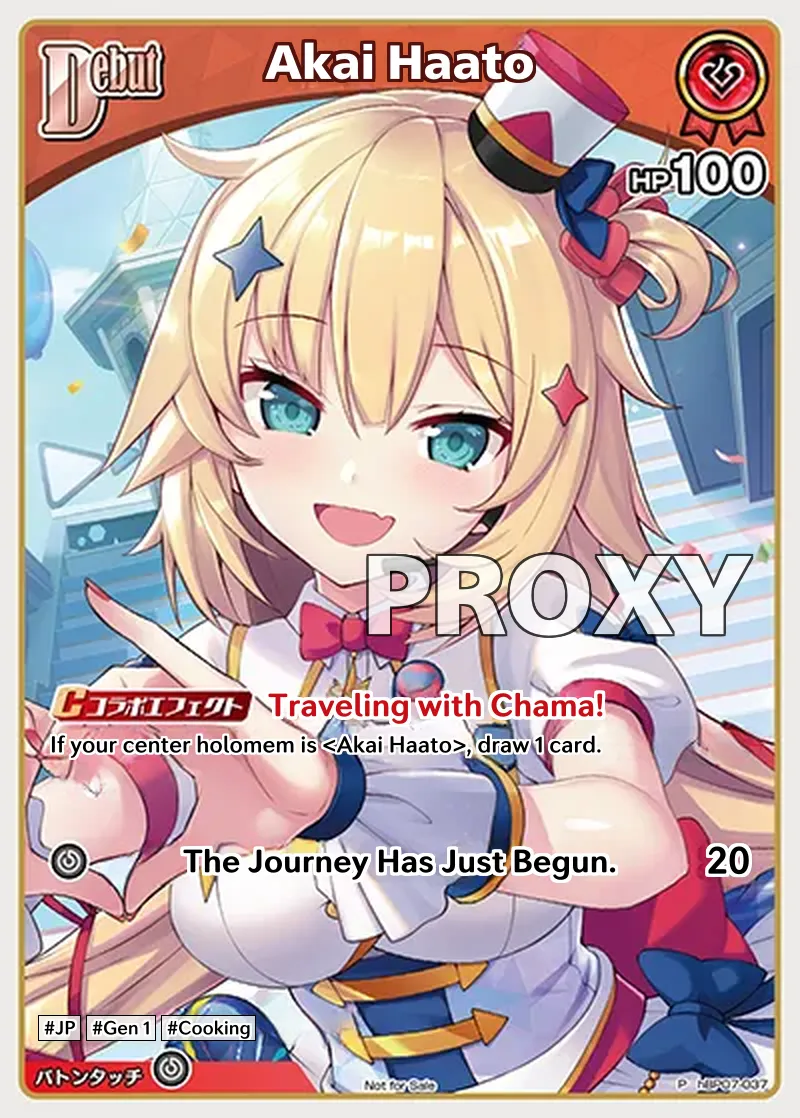 Debut
Akai Haato
HP100
PROXY
コラボエフェクト Traveling with Chama!
If your center holomem is <Akai Haato>, draw 1 card.
The Journey Has Just Begun. 20
#JP #Gen 1 #Cooking
バトンタッチ
Not for Sale P hBP07-037